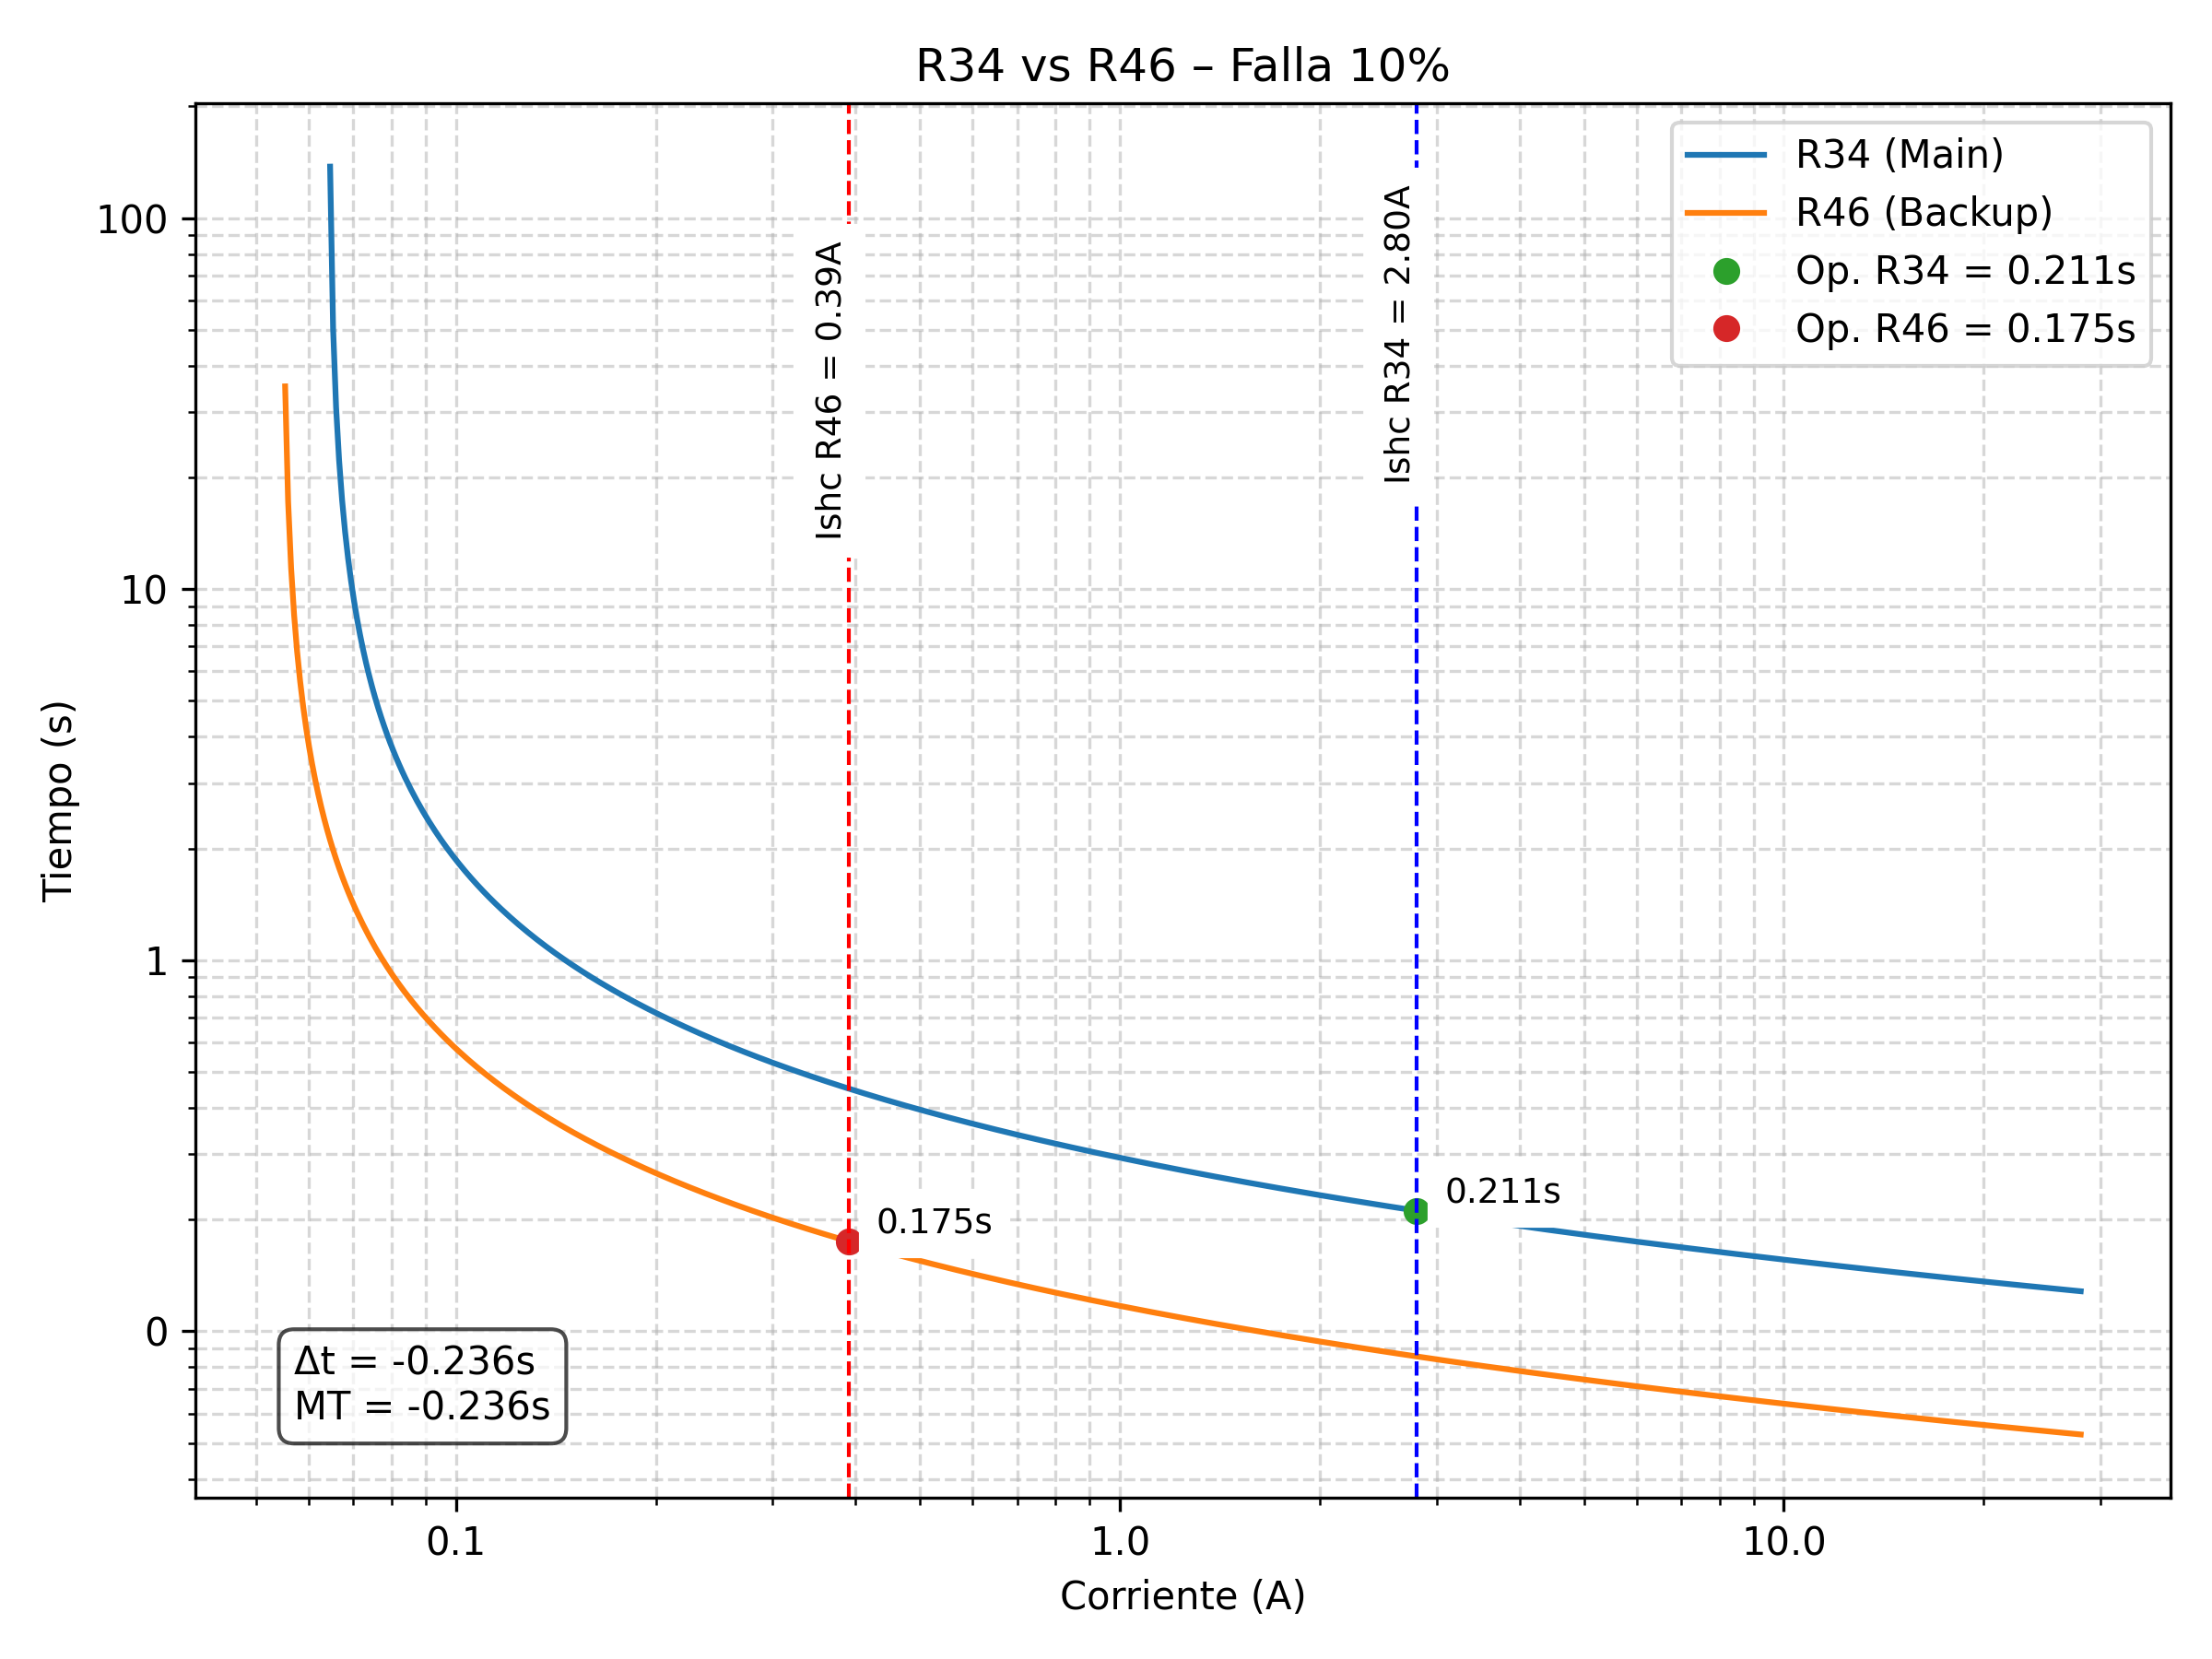 R34 vs R46 – Falla 10%
R34 (Main)
R46 (Backup)
Op. R34 = 0.211s
Op. R46 = 0.175s
Ishc R46 = 0.39A
Ishc R34 = 2.80A
100
10
1
0
Tiempo (s)
0.175s
0.211s
Δt = -0.236s
MT = -0.236s
0.1
1.0
10.0
Corriente (A)